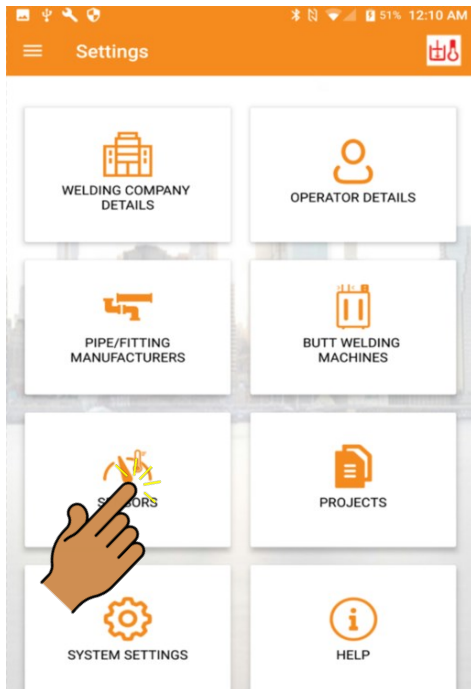 51% 12:10 AM
Settings
WELDING COMPANY
DETAILS
OPERATOR DETAILS
PIPE/FITTING
MANUFACTURERS
BUTT WELDING
MACHINES
SENSORS
PROJECTS
SYSTEM SETTINGS
HELP